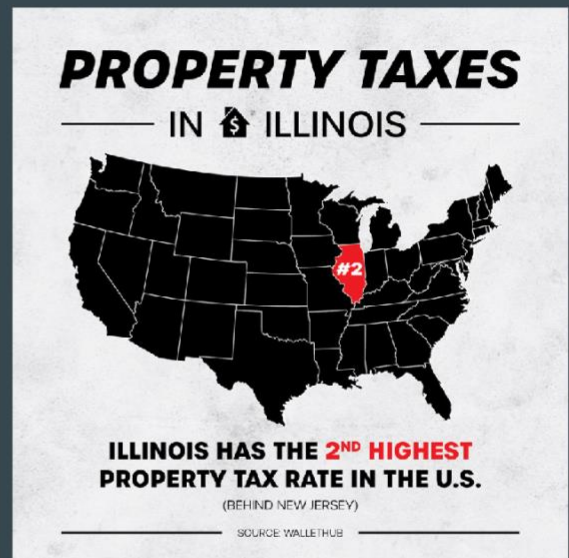 PROPERTY TAXES
IN $ ILLINOIS
#2
ILLINOIS HAS THE 2ND HIGHEST
PROPERTY TAX RATE IN THE U.S.
(BEHIND NEW JERSEY)
SOURCE: WALLETHUB